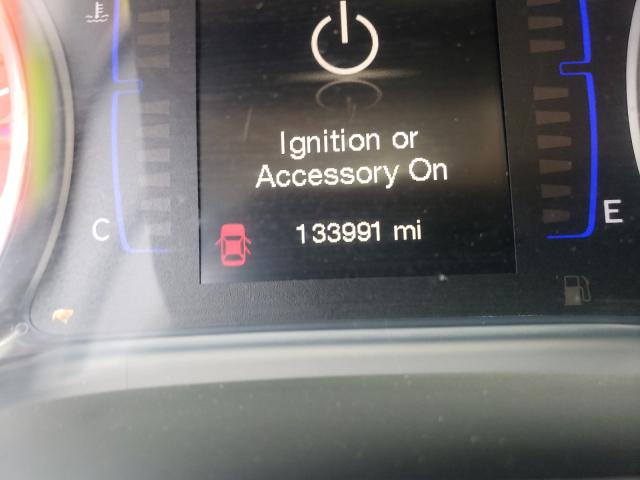 Ignition or
Accessory On
C
133991 mi
E